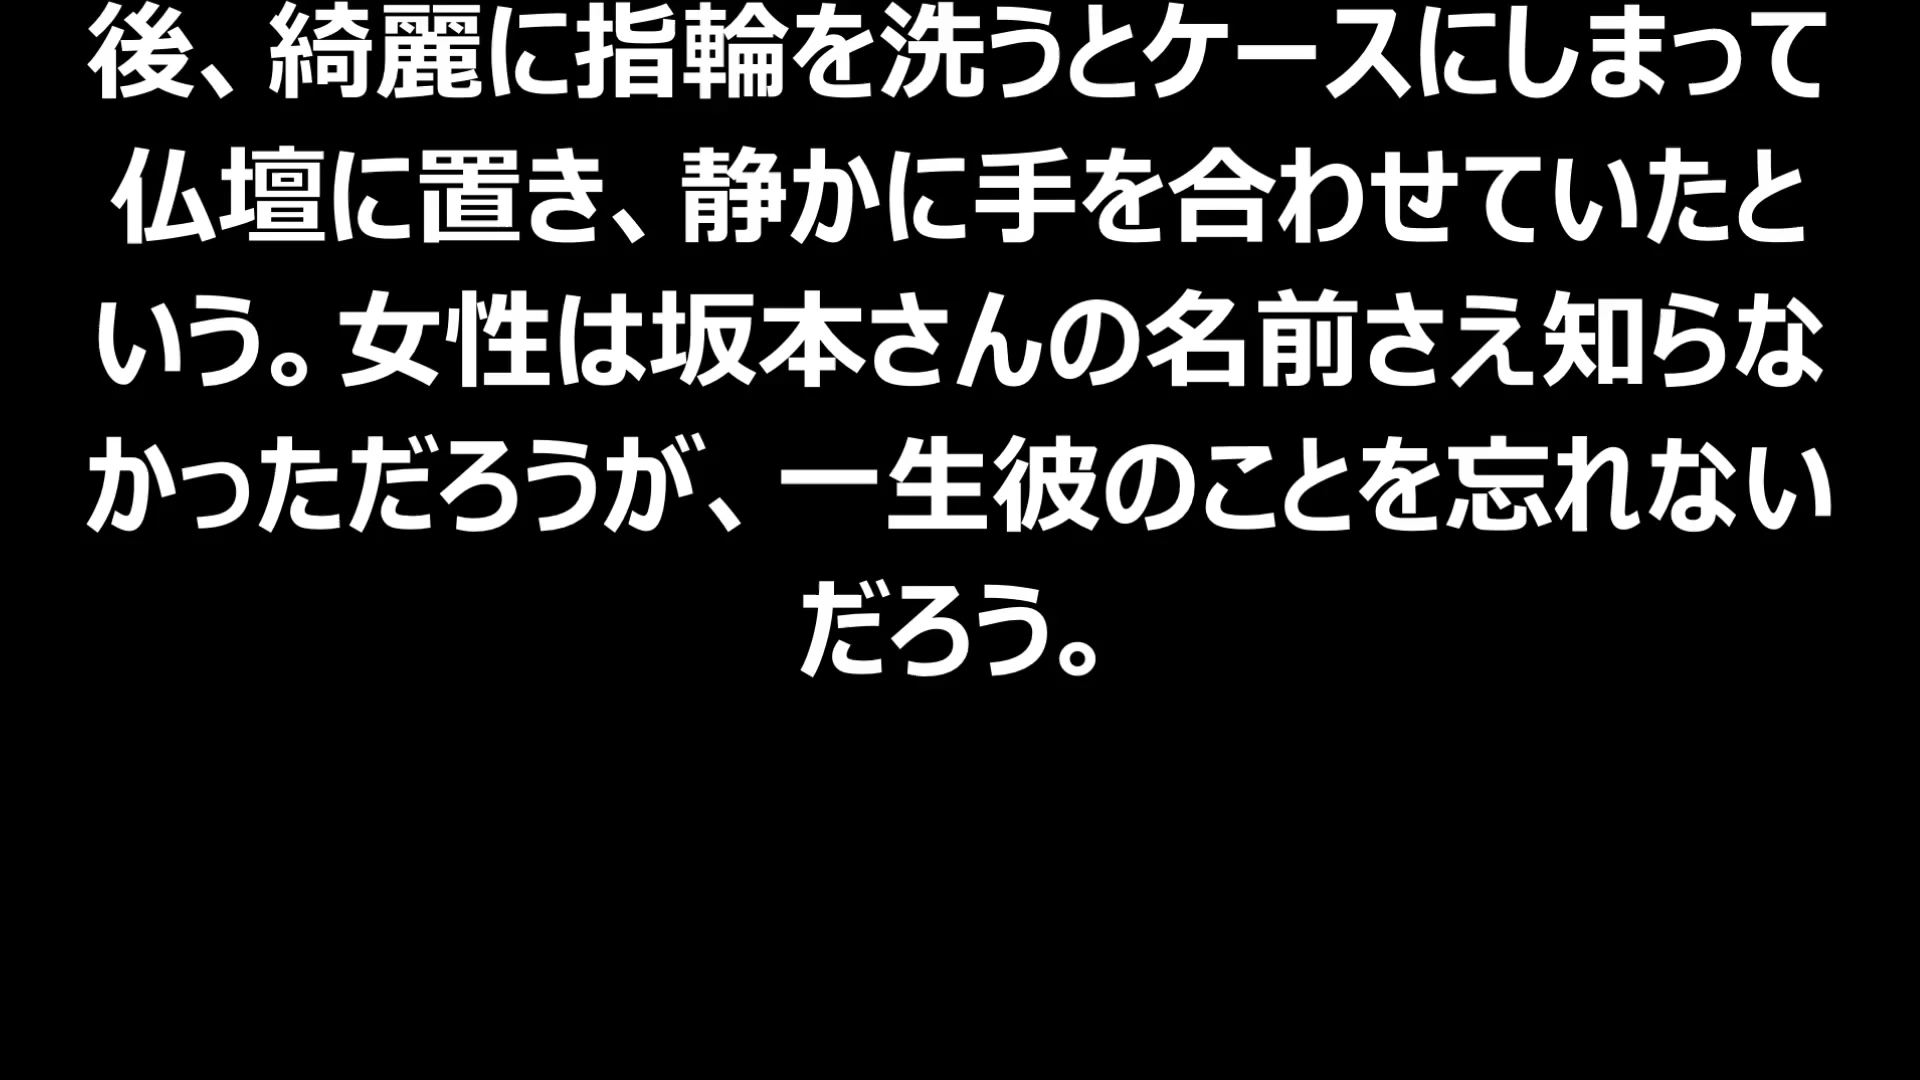 後、綺麗に指輪を洗うとケースにしまって
仏壇に置き、静かに手を合わせていたと
いう。女性は坂本さんの名前さえ知らな
かっただろうが、一生彼のことを忘れない
だろう。